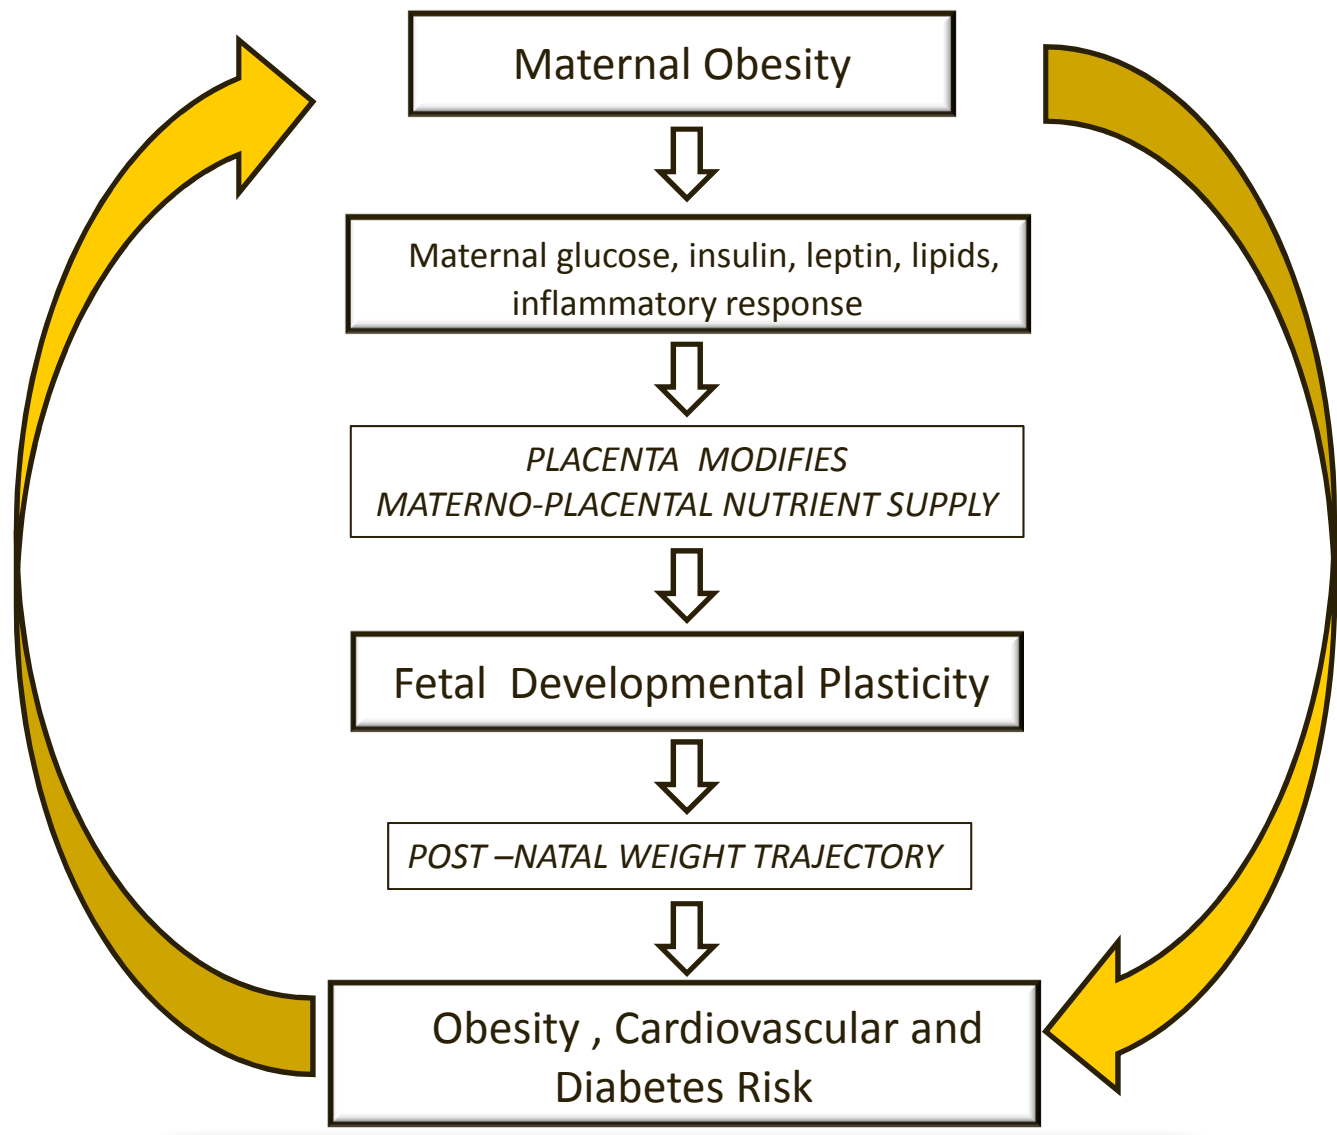 Maternal Obesity
Maternal glucose, insulin, leptin, lipids,
inflammatory response
PLACENTA MODIFIES
MATERNO-PLACENTAL NUTRIENT SUPPLY
Fetal Developmental Plasticity
POST –NATAL WEIGHT TRAJECTORY
Obesity , Cardiovascular and
Diabetes Risk